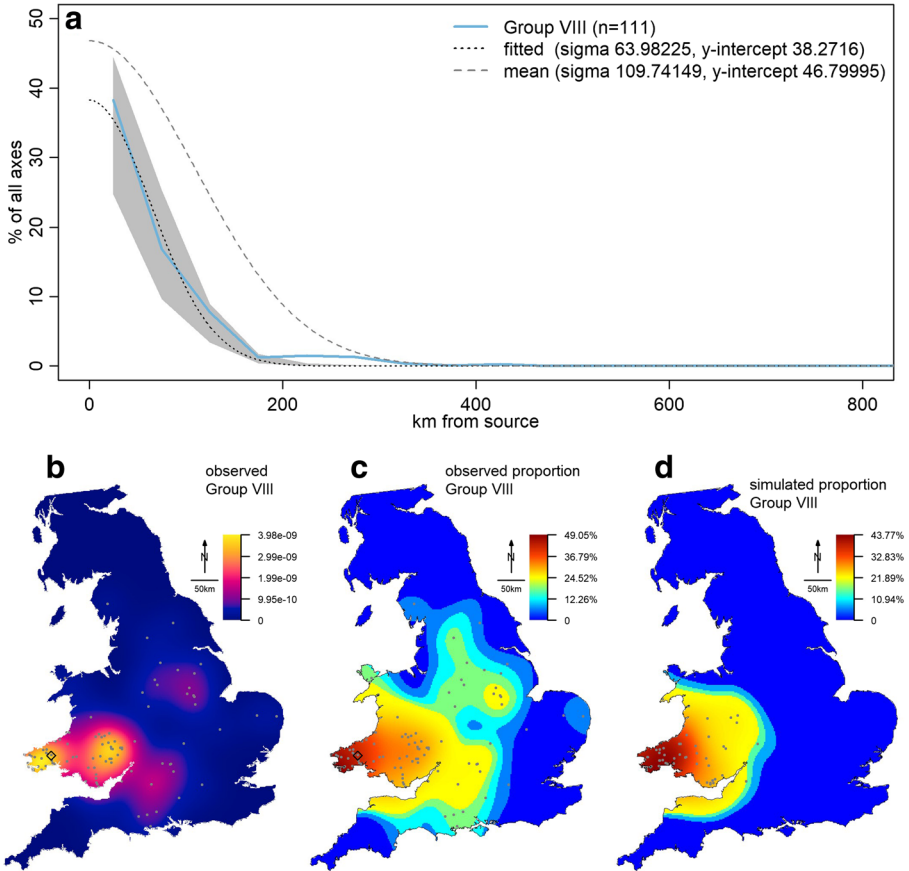 a
50
40
30
20
10
0
% of all axes
Group VIII (n=111)
fitted (sigma 63.98225, y-intercept 38.2716)
mean (sigma 109.74149, y-intercept 46.79995)
0 200 400 600 800
km from source
b
observed
Group VIII
N
50km
3.98e-09
2.99e-09
1.99e-09
9.95e-10
0
c
observed proportion
Group VIII
N
50km
49.05%
36.79%
24.52%
12.26%
0
d
simulated proportion
Group VIII
N
50km
43.77%
32.83%
21.89%
10.94%
0